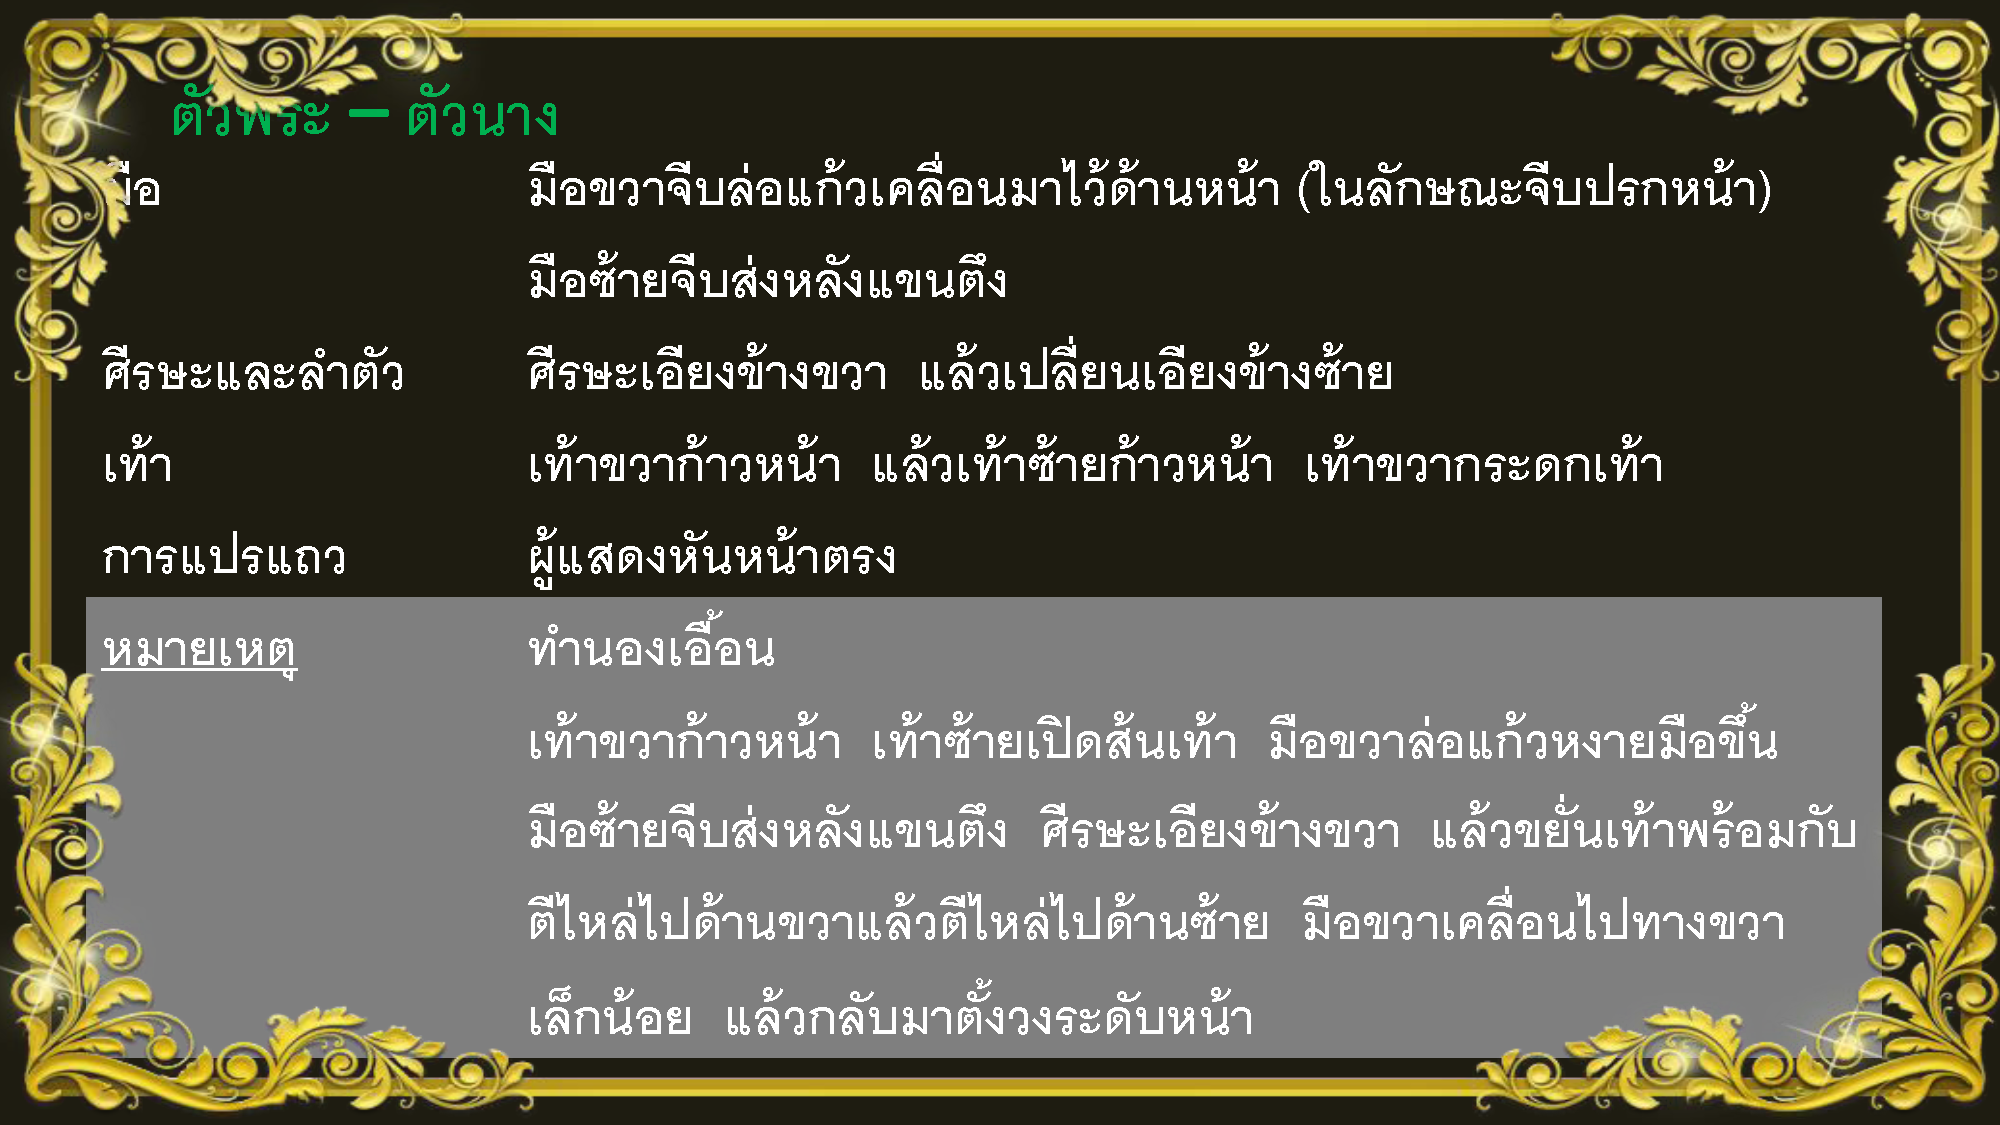 ตัวพระ – ตัวนาง
มือ มือขวาจีบล่อแก้วเคลื่อนมาไว้ด้านหน้า (ในลักษณะจีบปรกหน้า)
มือซ้ายจีบส่งหลังแขนตึง
ศีรษะและลำตัว ศีรษะเอียงข้างขวา แล้วเปลี่ยนเอียงข้างซ้าย
เท้า เท้าขวาก้าวหน้า แล้วเท้าซ้ายก้าวหน้า เท้าขวากระดกเท้า
การแปรแถว ผู้แสดงหันหน้าตรง
หมายเหตุ ทำนองเอื้อน
เท้าขวาก้าวหน้า เท้าซ้ายเปิดส้นเท้า มือขวาล่อแก้วหงายมือขึ้น
มือซ้ายจีบส่งหลังแขนตึง ศีรษะเอียงข้างขวา แล้วขยั่นเท้าพร้อมกับ
ตีไหล่ไปด้านขวาแล้วตีไหล่ไปด้านซ้าย มือขวาเคลื่อนไปทางขวา
เล็กน้อย แล้วกลับมาตั้งวงระดับหน้า